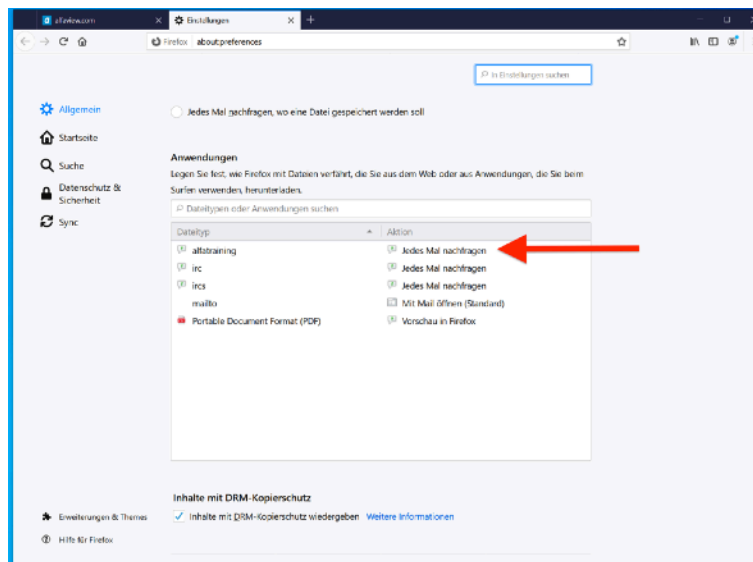 alfaview.com
Einstellungen
Firefox about:preferences
In Einstellungen suchen
Allgemein
Startseite
Suche
Datenschutz &
Sicherheit
Sync
Jedes Mal nachfragen, wo eine Datei gespeichert werden soll
Anwendungen
Legen Sie fest, wie Firefox mit Dateien verfährt, die Sie aus dem Web oder aus Anwendungen, die Sie beim
Surfen verwenden, herunterladen.
Dateitypen oder Anwendungen suchen
Dateityp Aktion
alfatraining Jedes Mal nachfragen
irc Jedes Mal nachfragen
ircs Jedes Mal nachfragen
mailto Mit Mail öffnen (Standard)
Portable Document Format (PDF) Vorschau in Firefox
Inhalte mit DRM-Kopierschutz
Inhalte mit DRM-Kopierschutz wiedergeben Weitere Informationen
Erweiterungen & Themes
Hilfe für Firefox